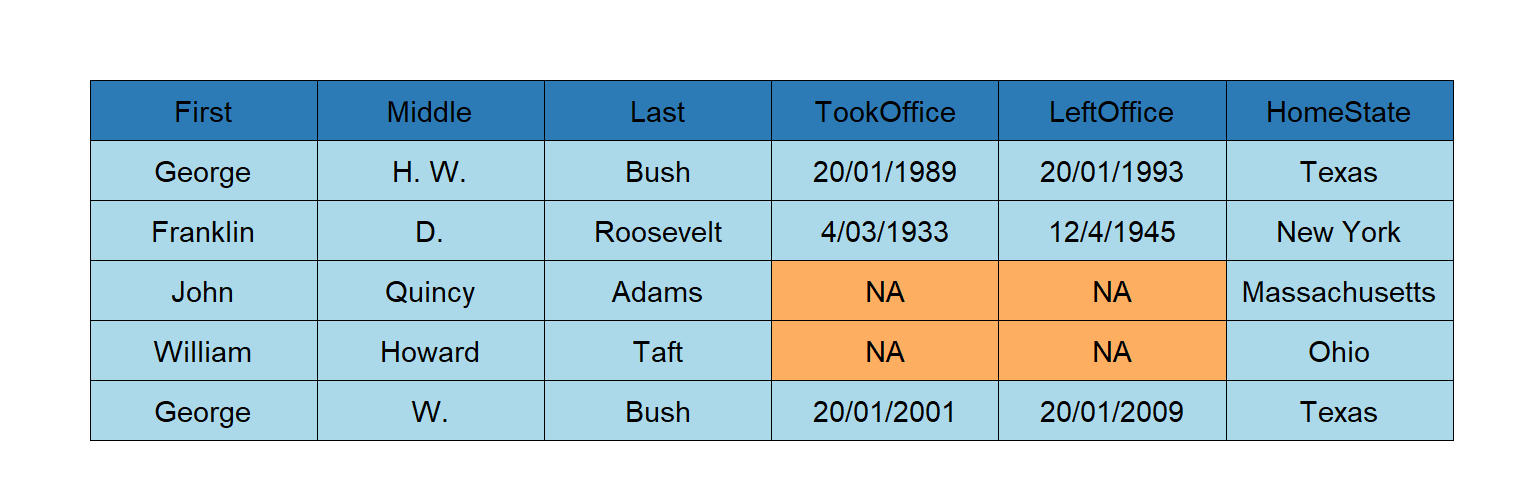 First Middle Last TookOffice LeftOffice HomeState
George H. W. Bush 20/01/1989 20/01/1993 Texas
Franklin D. Roosevelt 4/03/1933 12/4/1945 New York
John Quincy Adams NA NA Massachusetts
William Howard Taft NA NA Ohio
George W. Bush 20/01/2001 20/01/2009 Texas